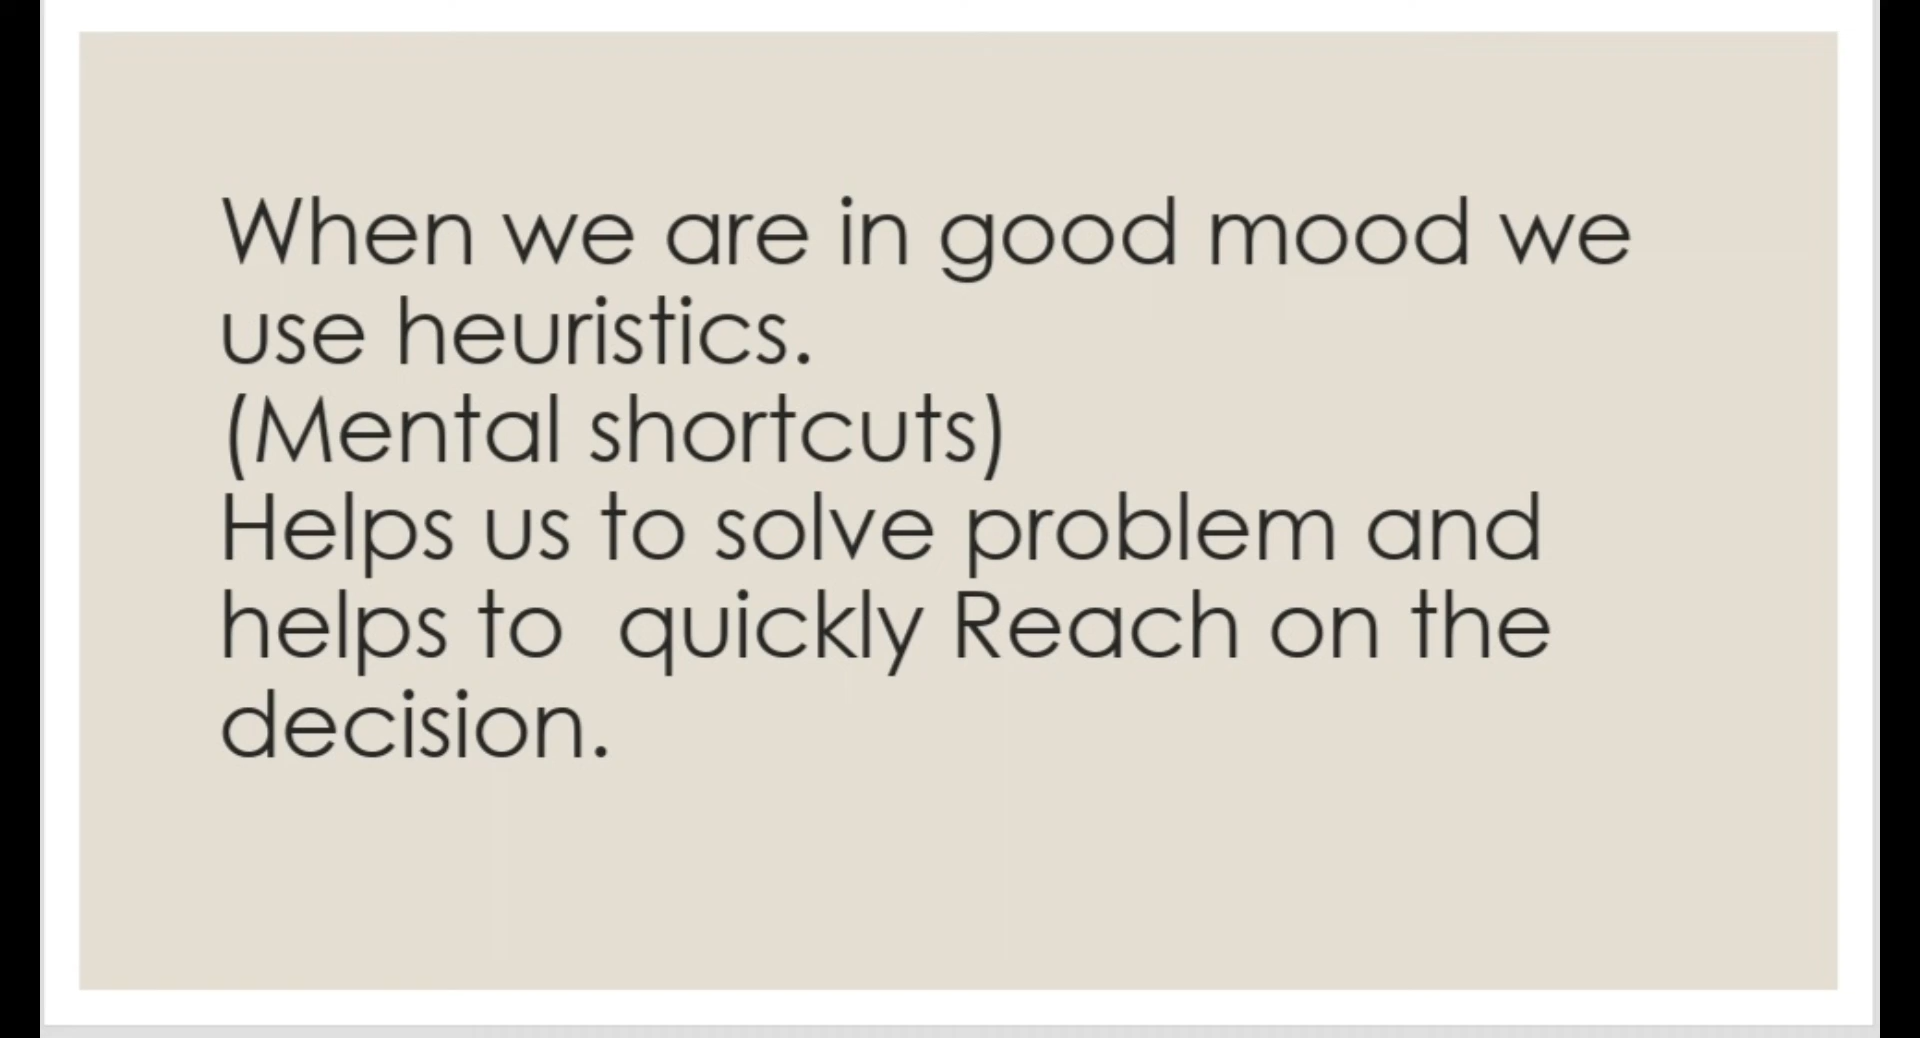 When we are in good mood we
use heuristics.
(Mental shortcuts)
Helps us to solve problem and
helps to  quickly Reach on the
decision.